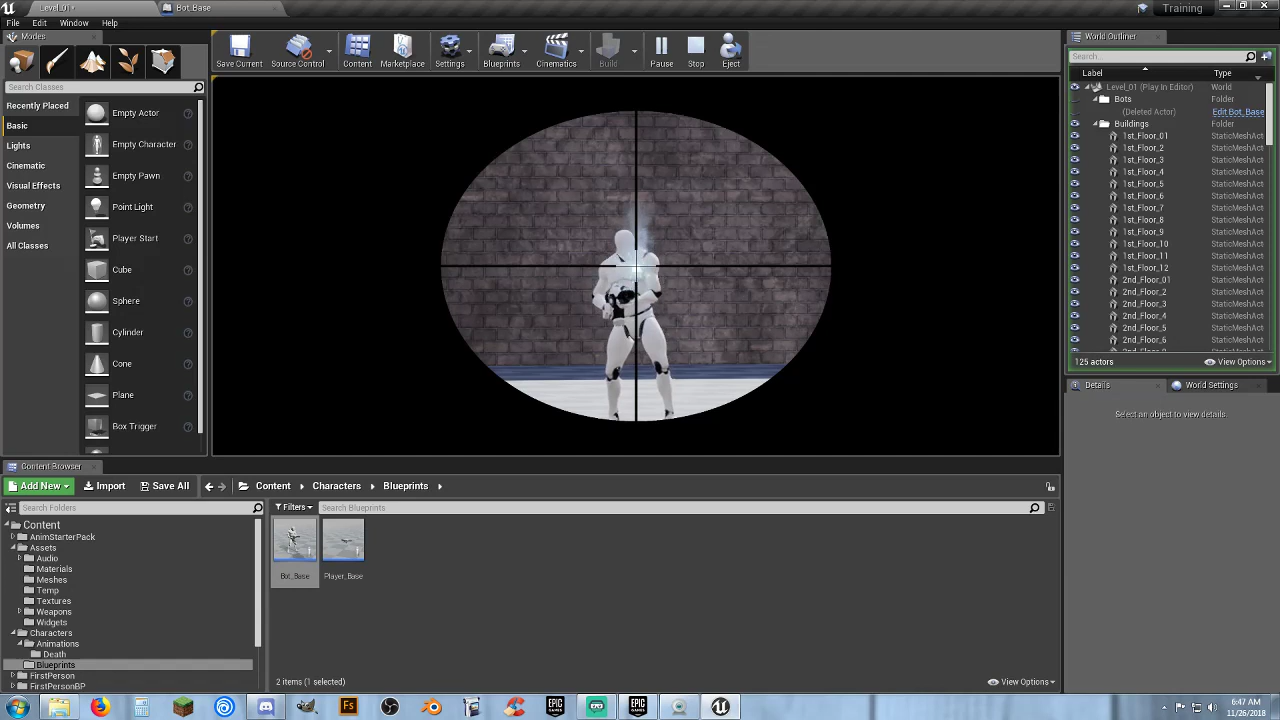 Level_01*
Bot_Base
Training
File Edit Window Help
Modes
World Outliner
Save Current
Source Control
Content
Marketplace
Settings
Blueprints
Cinematics
Build
Pause
Stop
Eject
Search Classes
Recently Placed
Basic
Lights
Cinematic
Visual Effects
Geometry
Volumes
All Classes
Empty Actor
Empty Character
Empty Pawn
Point Light
Player Start
Cube
Sphere
Cylinder
Cone
Plane
Box Trigger
Search...
Label Type
Level_01 (Play In Editor) World
Bots Folder
(Deleted Actor) Edit Bot_Base
Buildings Folder
1st_Floor_01 StaticMeshAct
1st_Floor_2 StaticMeshAct
1st_Floor_3 StaticMeshAct
1st_Floor_4 StaticMeshAct
1st_Floor_5 StaticMeshAct
1st_Floor_6 StaticMeshAct
1st_Floor_7 StaticMeshAct
1st_Floor_8 StaticMeshAct
1st_Floor_9 StaticMeshAct
1st_Floor_10 StaticMeshAct
1st_Floor_11 StaticMeshAct
1st_Floor_12 StaticMeshAct
2nd_Floor_01 StaticMeshAct
2nd_Floor_2 StaticMeshAct
2nd_Floor_3 StaticMeshAct
2nd_Floor_4 StaticMeshAct
2nd_Floor_5 StaticMeshAct
2nd_Floor_6 StaticMeshAct
125 actors View Options
Details World Settings
Select an object to view details.
Content Browser
Add New Import Save All Content Characters Blueprints
Search Folders
Filters Search Blueprints
Content
AnimStarterPack
Assets
Audio
Materials
Meshes
Temp
Textures
Weapons
Widgets
Characters
Animations
Death
Blueprints
FirstPerson
FirstPersonBP
Bot_Base
Player_Base
2 items (1 selected) View Options
Fs
EPIC GAMES
EPIC GAMES
6:47 AM
11/26/2018